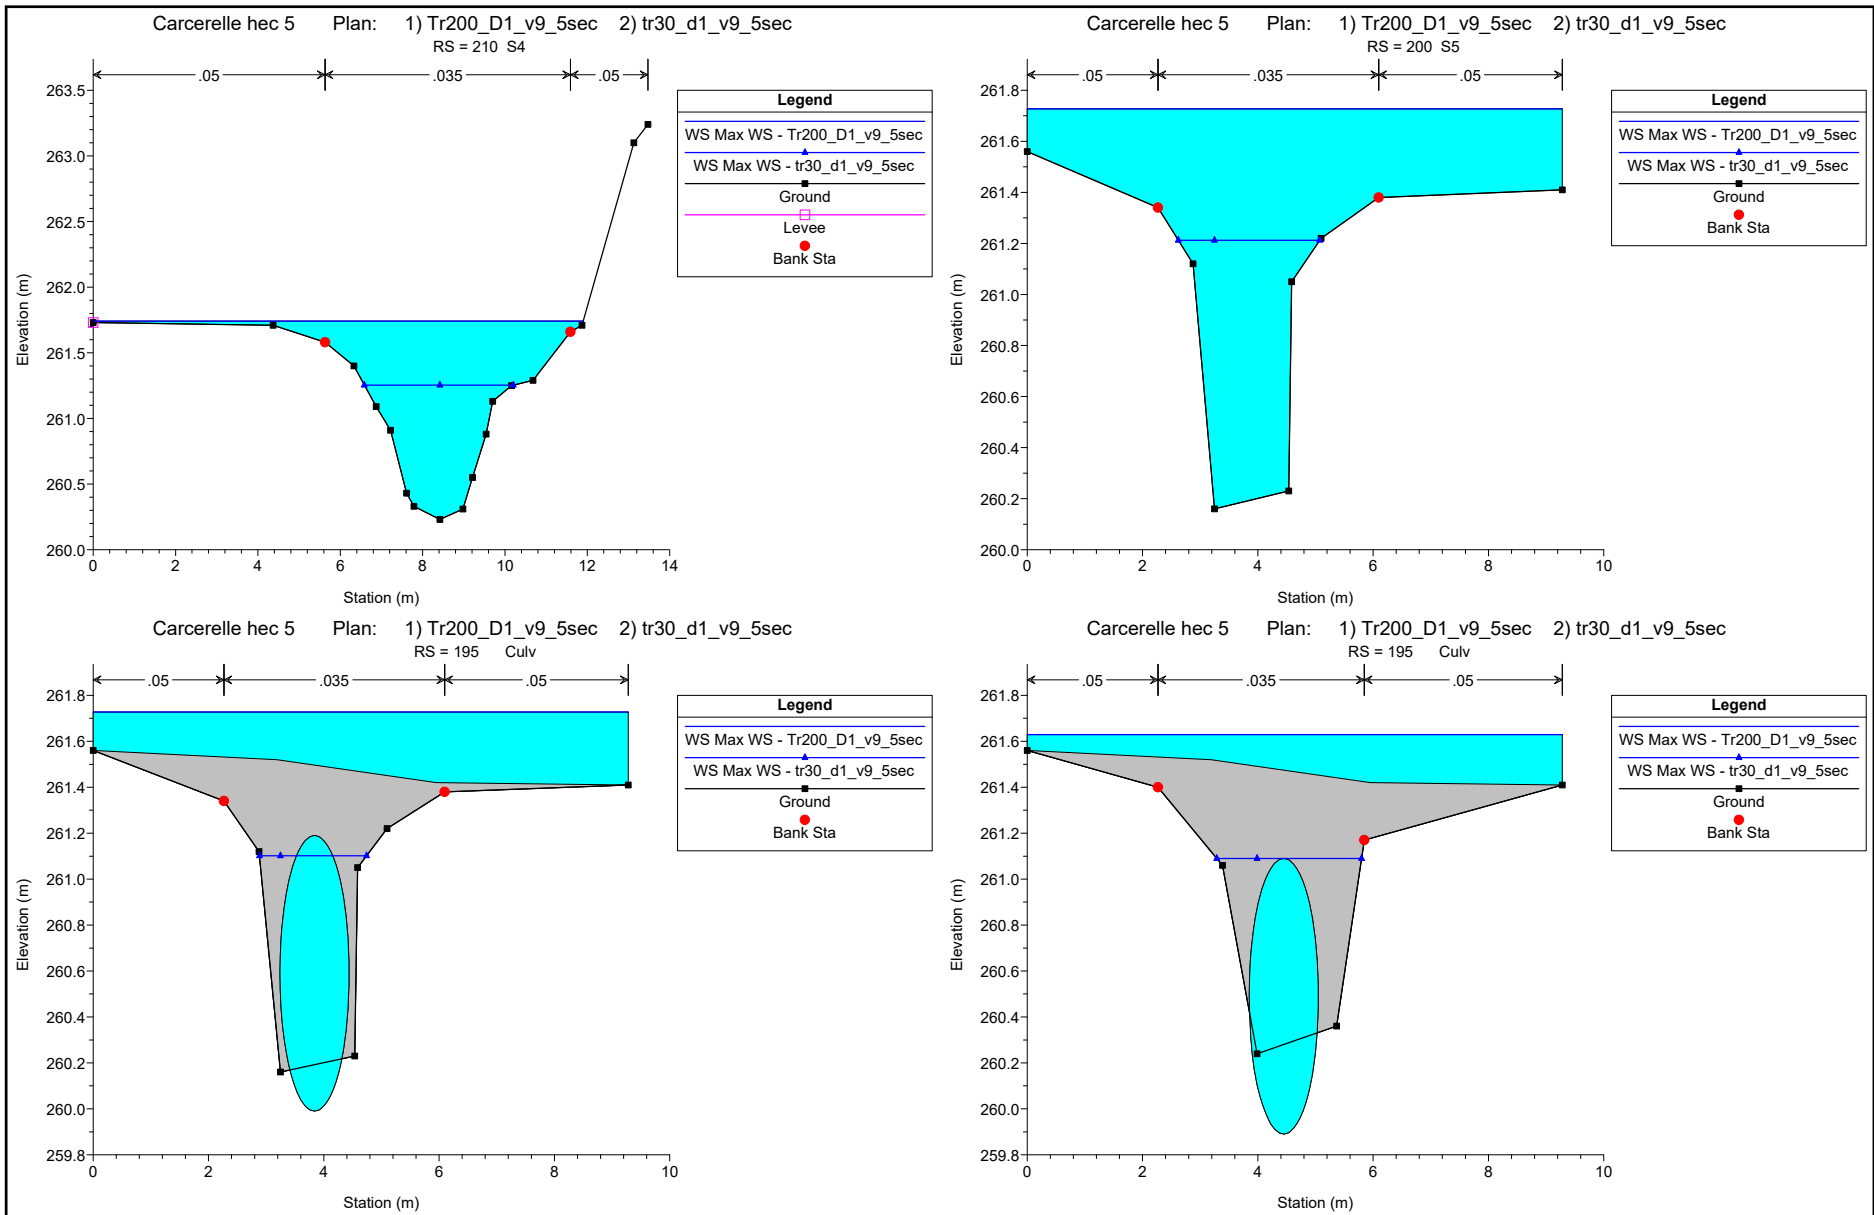 Carcerelle hec 5 Plan: 1) Tr200_D1_v9_5sec 2) tr30_d1_v9_5sec
RS = 210 S4
.05 .035 .05
263.5
263.0
262.5
262.0
261.5
261.0
260.5
260.0
Elevation (m)
0 2 4 6 8 10 12 14
Station (m)
Legend
WS Max WS - Tr200_D1_v9_5sec
WS Max WS - tr30_d1_v9_5sec
Ground
Levee
Bank Sta
Carcerelle hec 5 Plan: 1) Tr200_D1_v9_5sec 2) tr30_d1_v9_5sec
RS = 200 S5
.05 .035 .05
261.8
261.6
261.4
261.2
261.0
260.8
260.6
260.4
260.2
260.0
Elevation (m)
0 2 4 6 8 10
Station (m)
Legend
WS Max WS - Tr200_D1_v9_5sec
WS Max WS - tr30_d1_v9_5sec
Ground
Bank Sta
Carcerelle hec 5 Plan: 1) Tr200_D1_v9_5sec 2) tr30_d1_v9_5sec
RS = 195 Culv
.05 .035 .05
261.8
261.6
261.4
261.2
261.0
260.8
260.6
260.4
260.2
260.0
259.8
Elevation (m)
0 2 4 6 8 10
Station (m)
Legend
WS Max WS - Tr200_D1_v9_5sec
WS Max WS - tr30_d1_v9_5sec
Ground
Bank Sta
Carcerelle hec 5 Plan: 1) Tr200_D1_v9_5sec 2) tr30_d1_v9_5sec
RS = 195 Culv
.05 .035 .05
261.8
261.6
261.4
261.2
261.0
260.8
260.6
260.4
260.2
260.0
259.8
Elevation (m)
0 2 4 6 8 10
Station (m)
Legend
WS Max WS - Tr200_D1_v9_5sec
WS Max WS - tr30_d1_v9_5sec
Ground
Bank Sta